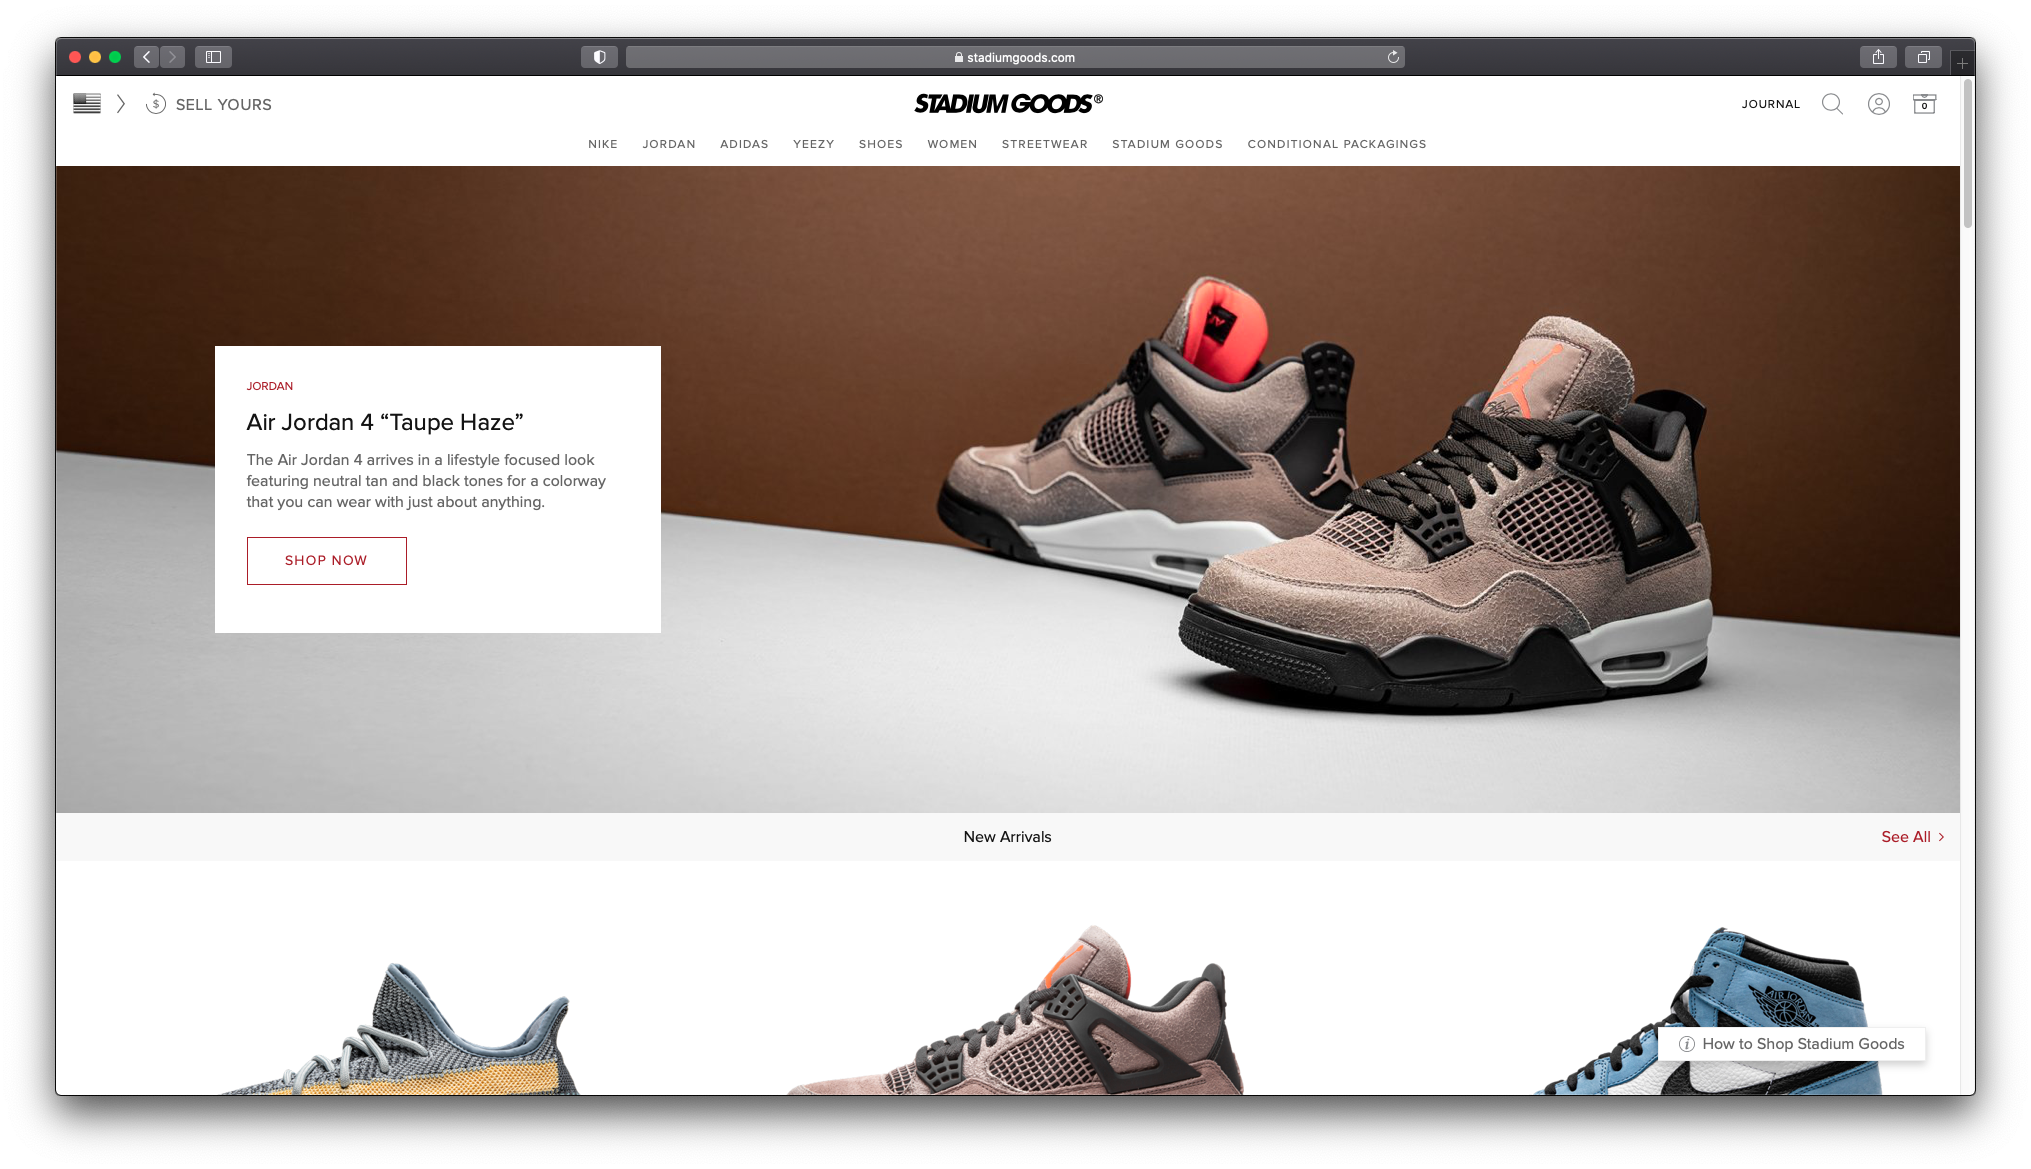 stadiumgoods.com
SELL YOURS
STADIUM GOODS®
JOURNAL
0
NIKE JORDAN ADIDAS YEEZY SHOES WOMEN STREETWEAR STADIUM GOODS CONDITIONAL PACKAGINGS
JORDAN
Air Jordan 4 “Taupe Haze”
The Air Jordan 4 arrives in a lifestyle focused look
featuring neutral tan and black tones for a colorway
that you can wear with just about anything.
SHOP NOW
New Arrivals
See All
AIR JORDAN
How to Shop Stadium Goods